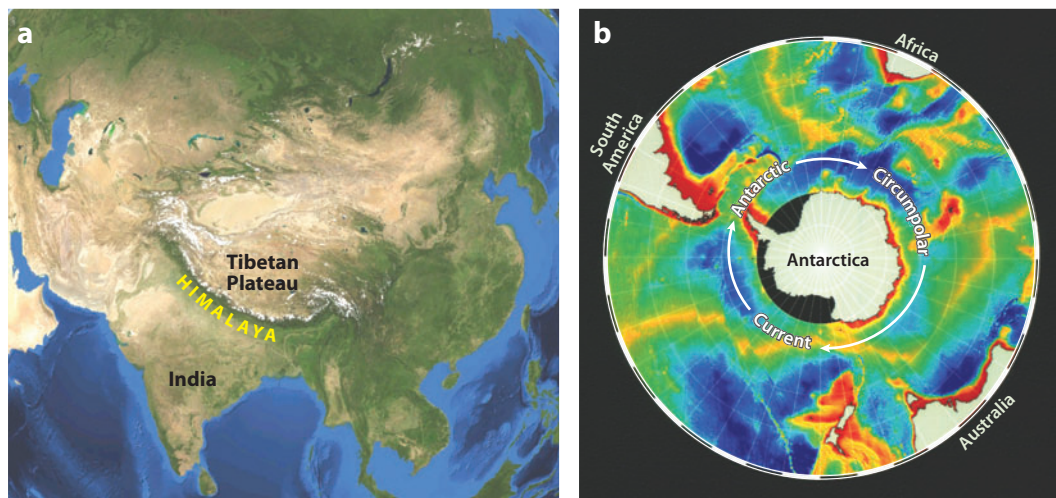 a
Tibetan
Plateau
HIMALAYA
India
b
Africa
South
America
Antarctic
Circumpolar
Antarctica
Current
Australia